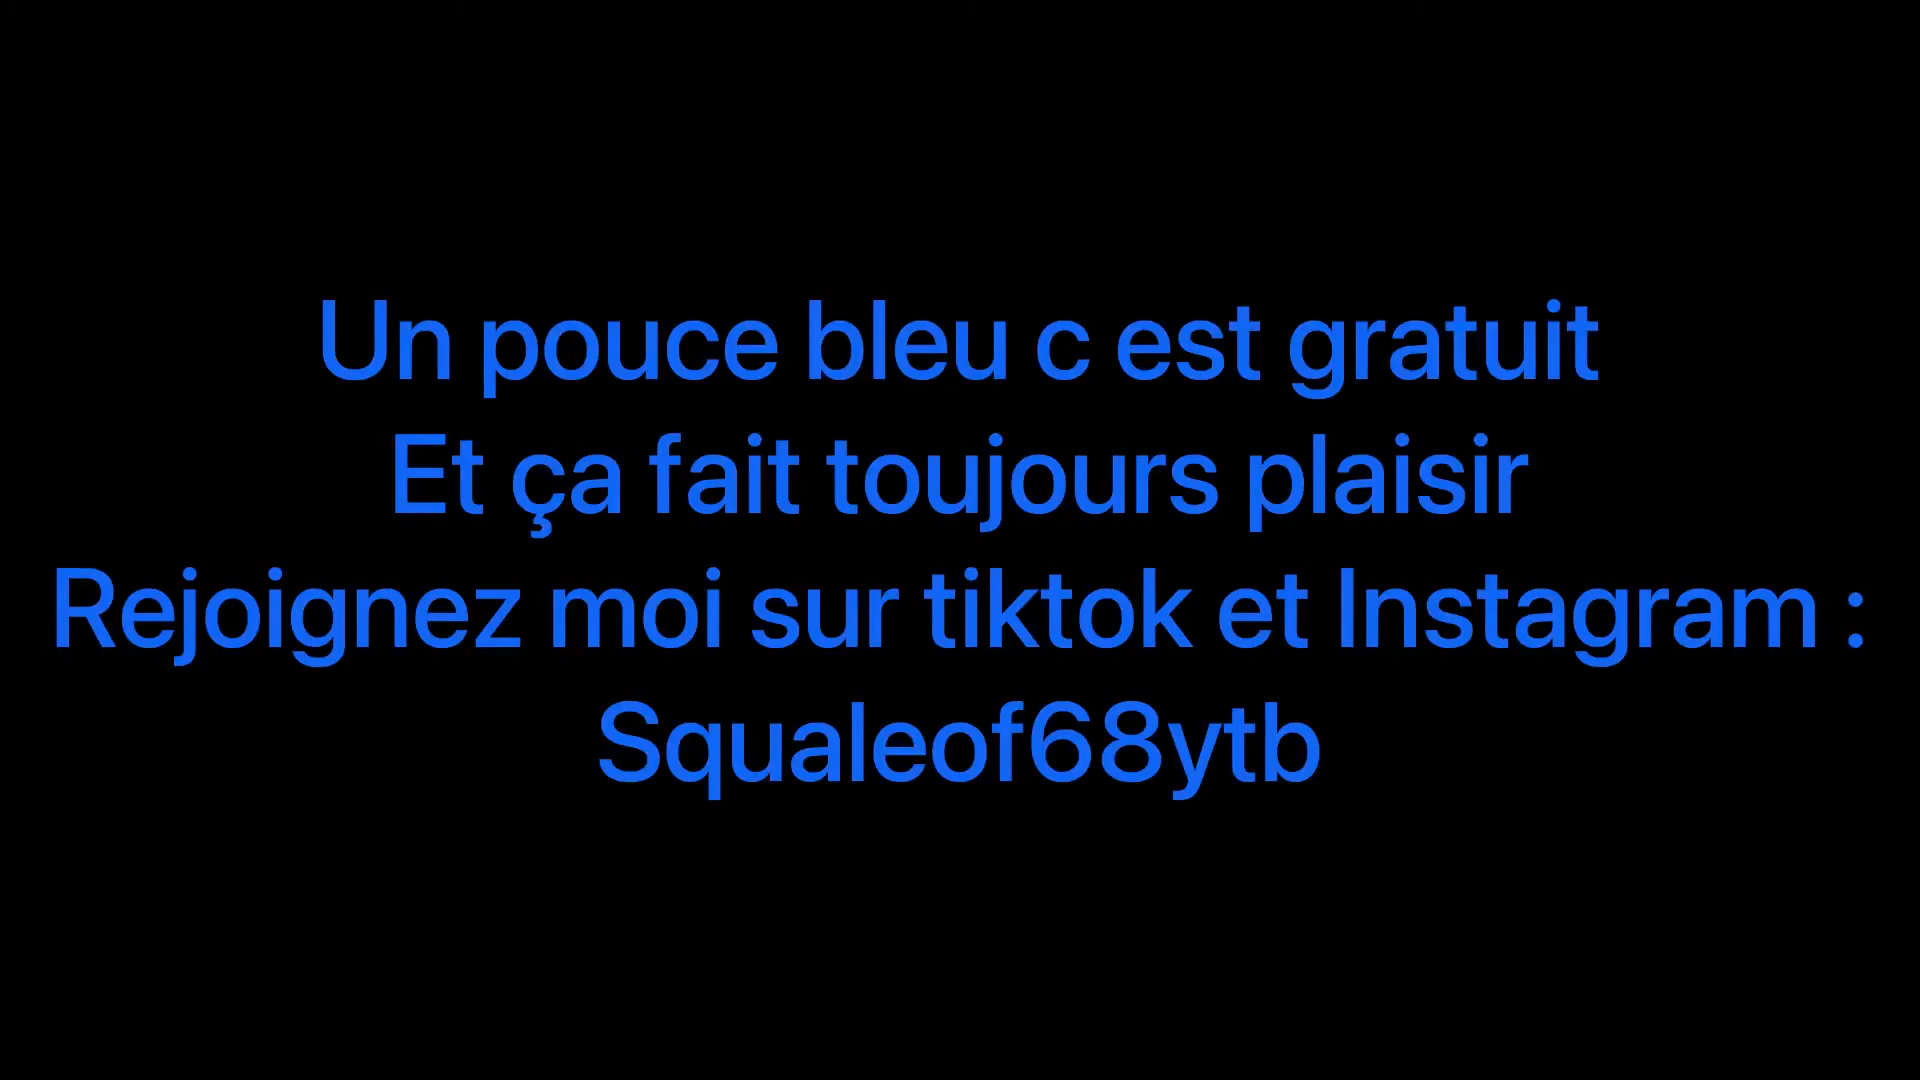 Un pouce bleu c est gratuit
Et ça fait toujours plaisir
Rejoignez moi sur tiktok et Instagram :
Squaleof68ytb